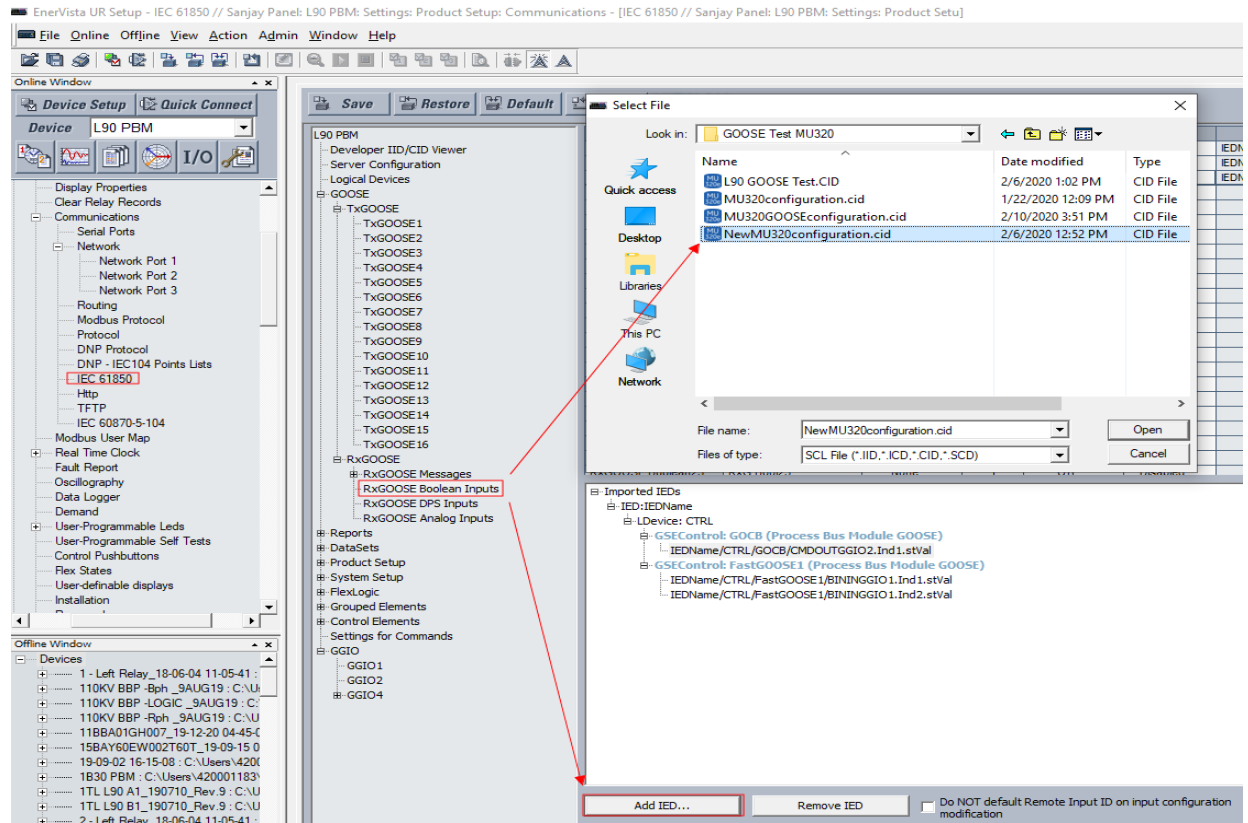 EnerVista UR Setup - IEC 61850 // Sanjay Panel: L90 PBM: Settings: Product Setup: Communications - [IEC 61850 // Sanjay Panel: L90 PBM: Settings: Product Setu]
File Online Offline View Action Admin Window Help
Online Window
Device Setup Quick Connect
Device L90 PBM
I/O
Display Properties
Clear Relay Records
Communications
Serial Ports
Network
Network Port 1
Network Port 2
Network Port 3
Routing
Modbus Protocol
Protocol
DNP Protocol
DNP - IEC104 Points Lists
IEC 61850
Http
TFTP
IEC 60870-5-104
Modbus User Map
Real Time Clock
Fault Report
Oscillography
Data Logger
Demand
User-Programmable Leds
User-Programmable Self Tests
Control Pushbuttons
Flex States
User-definable displays
Installation
Offline Window
Devices
1 - Left Relay_18-06-04 11-05-41 :
110KV BBP -Bph _9AUG19 : C:\U
110KV BBP -LOGIC _9AUG19 : C:
110KV BBP -Rph _9AUG19 : C:\U
11BBA01GH007_19-12-20 04-45-0
15BAY60EW002T60T_19-09-15 0
19-09-02 16-15-08 : C:\Users\4200
1B30 PBM : C:\Users\420001183\
1TL L90 A1_190710_Rev.9 : C:\U
1TL L90 B1_190710_Rev.9 : C:\U
2 - Left Relay_18-06-04 11-05-41 :
Save Restore Default
L90 PBM
Developer IID/CID Viewer
Server Configuration
Logical Devices
GOOSE
TxGOOSE
TxGOOSE1
TxGOOSE2
TxGOOSE3
TxGOOSE4
TxGOOSE5
TxGOOSE6
TxGOOSE7
TxGOOSE8
TxGOOSE9
TxGOOSE10
TxGOOSE11
TxGOOSE12
TxGOOSE13
TxGOOSE14
TxGOOSE15
TxGOOSE16
RxGOOSE
RxGOOSE Messages
RxGOOSE Boolean Inputs
RxGOOSE DPS Inputs
RxGOOSE Analog Inputs
Reports
DataSets
Product Setup
System Setup
FlexLogic
Grouped Elements
Control Elements
Settings for Commands
GGIO
GGIO1
GGIO2
GGIO4
Select File
Look in: GOOSE Test MU320
Quick access
Desktop
Libraries
This PC
Network
Name Date modified Type
L90 GOOSE Test.CID 2/6/2020 1:02 PM CID File
MU320configuration.cid 1/22/2020 12:09 PM CID File
MU320GOOSEconfiguration.cid 2/10/2020 3:51 PM CID File
NewMU320configuration.cid 2/6/2020 12:52 PM CID File
File name: NewMU320configuration.cid Open
Files of type: SCL File (*.IID,*.ICD,*.CID,*.SCD) Cancel
IEDN
IEDN
IEDN
Imported IEDs
IED:IEDName
LDevice: CTRL
GSEControl: GOCB (Process Bus Module GOOSE)
IEDName/CTRL/GOCB/CMDOUTGGIO2.Ind1.stVal
GSEControl: FastGOOSE1 (Process Bus Module GOOSE)
IEDName/CTRL/FastGOOSE1/BININGGIO1.Ind1.stVal
IEDName/CTRL/FastGOOSE1/BININGGIO1.Ind2.stVal
Add IED... Remove IED Do NOT default Remote Input ID on input configuration
modification